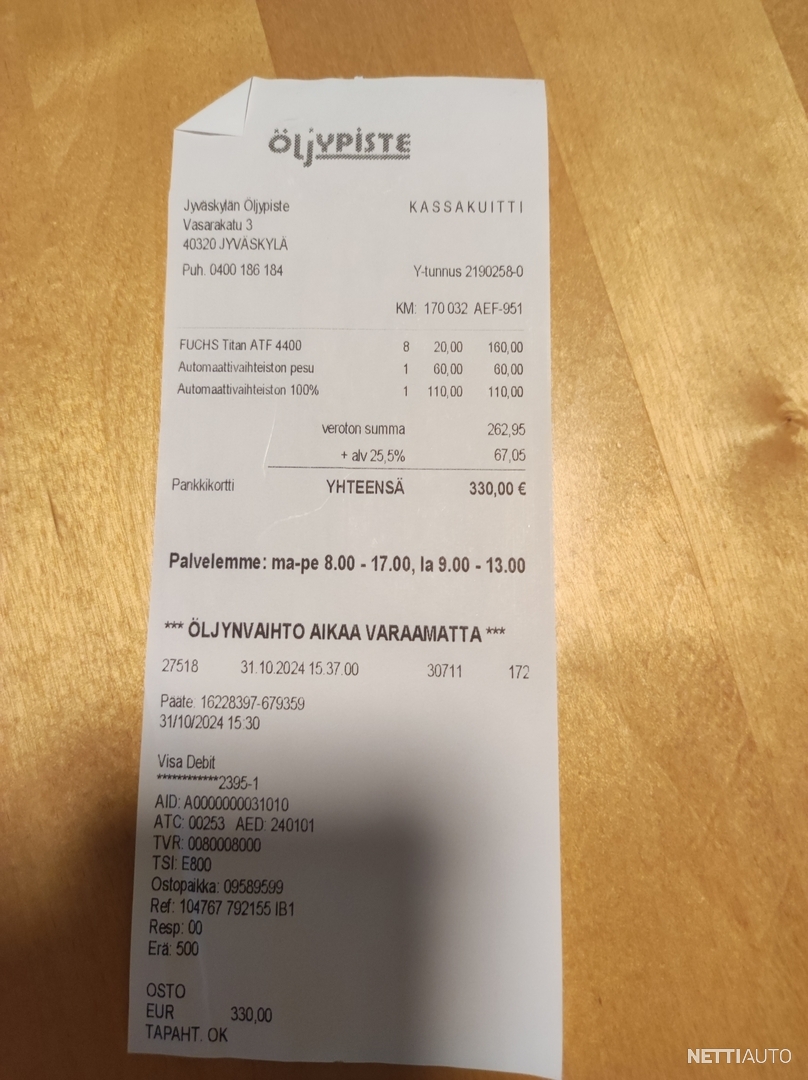 ÖLjYPiSTE
Jyväskylän Öljypiste KASSAKUITTI
Vasarakatu 3
40320 JYVÄSKYLÄ
Puh. 0400 186 184 Y-tunnus 2190258-0
KM: 170 032 AEF-951
FUCHS Titan ATF 4400 8 20,00 160,00
Automaattivaihteiston pesu 1 60,00 60,00
Automaattivaihteiston 100% 1 110,00 110,00
veroton summa 262,95
+ alv 25,5% 67,05
Pankkikortti YHTEENSÄ 330,00 €
Palvelemme: ma-pe 8.00 - 17.00, la 9.00 - 13.00
*** ÖLJYNVAIHTO AIKAA VARAAMATTA ***
27518 31.10.2024 15.37.00 30711 172
Pääte: 16228397-679359
31/10/2024 15:30
Visa Debit
************2395-1
AID: A0000000031010
ATC: 00253 AED: 240101
TVR: 0080008000
TSI: E800
Ostopaikka: 09589599
Ref: 104767 792155 IB1
Resp: 00
Erä: 500
OSTO
EUR 330,00
TAPAHT. OK
NETTIAUTO